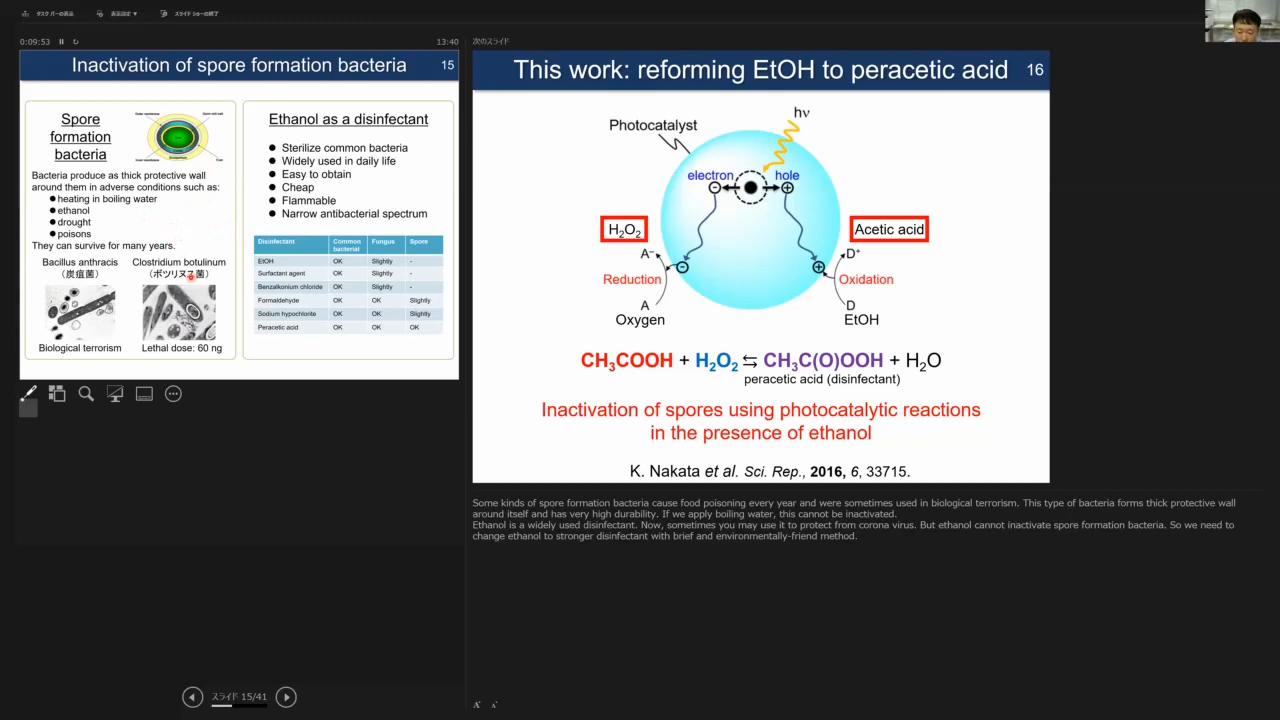 タスク バーの表示
表示設定 ▼
スライド ショーの終了
0:09:53
13:40
次のスライド
Inactivation of spore formation bacteria
15
Spore
formation
bacteria
Bacteria produce as thick protective wall
around them in adverse conditions such as:
● heating in boiling water
● ethanol
● drought
● poisons
They can survive for many years.
Bacillus anthracis
(炭疽菌)
Clostridium botulinum
(ボツリヌス菌)
Biological terrorism
Lethal dose: 60 ng
Ethanol as a disinfectant
● Sterilize common bacteria
● Widely used in daily life
● Easy to obtain
● Cheap
● Flammable
● Narrow antibacterial spectrum
Disinfectant Common bacterial Fungus Spore
EtOH OK Slightly -
Surfactant agent OK Slightly -
Benzalkonium chloride OK Slightly -
Formaldehyde OK OK Slightly
Sodium hypochlorite OK OK Slightly
Peracetic acid OK OK OK
This work: reforming EtOH to peracetic acid
16
hν
Photocatalyst
electron
hole
H₂O₂
Acetic acid
A⁻
D⁺
Reduction
Oxidation
A
D
Oxygen
EtOH
CH₃COOH + H₂O₂ ⇆ CH₃C(O)OOH + H₂O
peracetic acid (disinfectant)
Inactivation of spores using photocatalytic reactions
in the presence of ethanol
K. Nakata et al. Sci. Rep., 2016, 6, 33715.
Some kinds of spore formation bacteria cause food poisoning every year and were sometimes used in biological terrorism. This type of bacteria forms thick protective wall
around itself and has very high durability. If we apply boiling water, this cannot be inactivated.
Ethanol is a widely used disinfectant. Now, sometimes you may use it to protect from corona virus. But ethanol cannot inactivate spore formation bacteria. So we need to
change ethanol to stronger disinfectant with brief and environmentally-friend method.
スライド 15/41